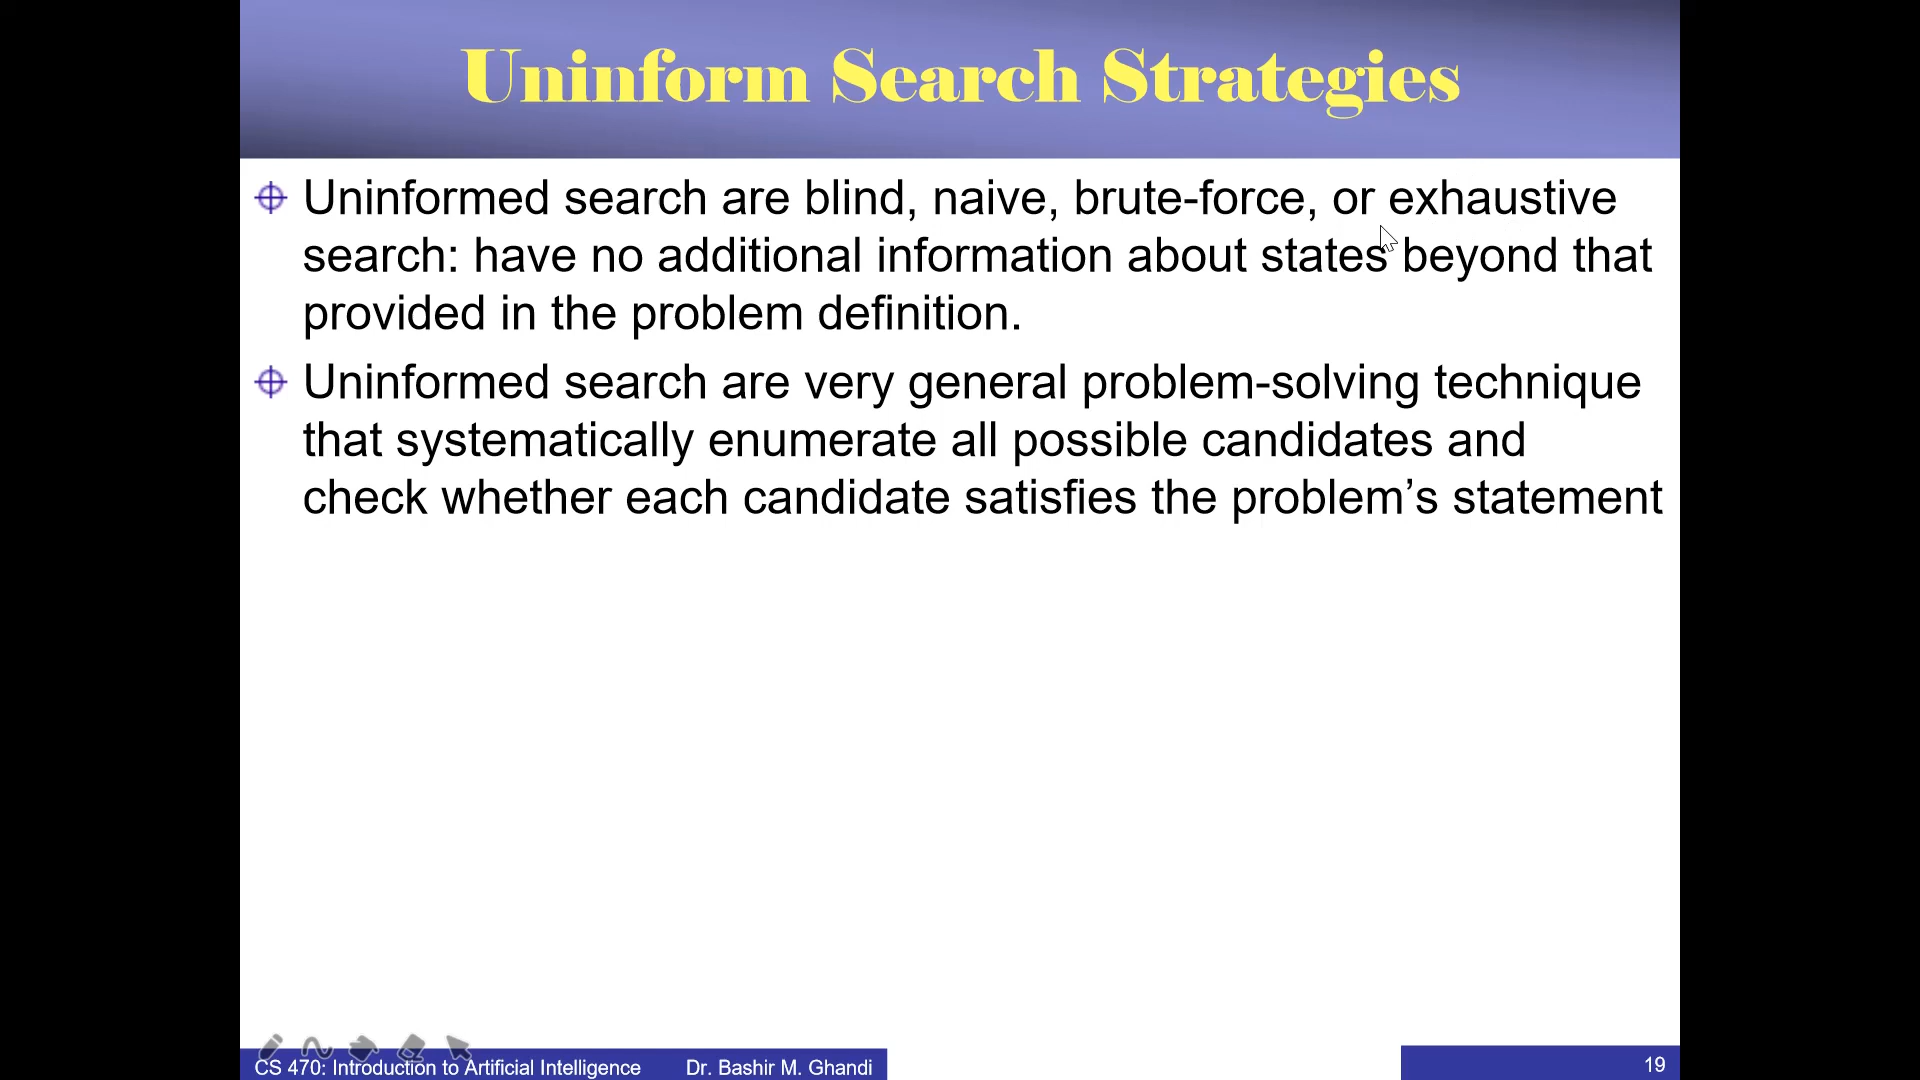 Uninform Search Strategies
Uninformed search are blind, naive, brute-force, or exhaustive
search: have no additional information about states beyond that
provided in the problem definition.
Uninformed search are very general problem-solving technique
that systematically enumerate all possible candidates and
check whether each candidate satisfies the problem’s statement
CS 470: Introduction to Artificial Intelligence Dr. Bashir M. Ghandi
19